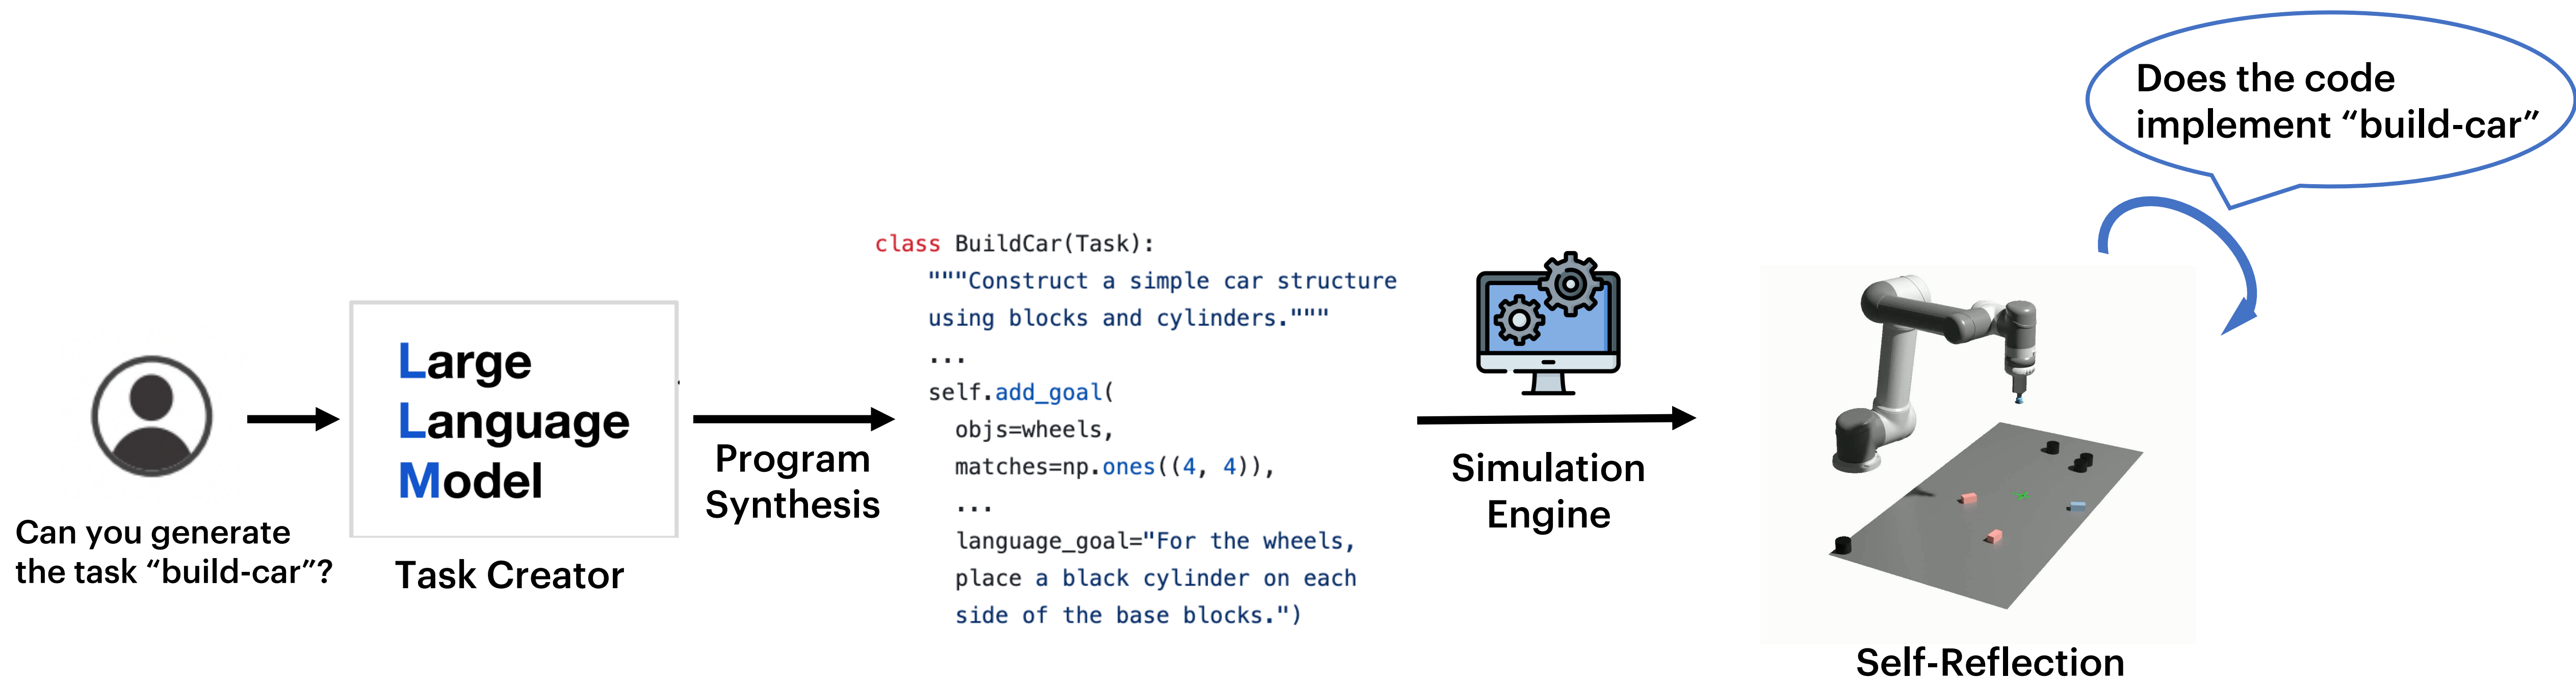 Can you generate
the task “build-car”?
Large
Language
Model
Task Creator
Program
Synthesis
class BuildCar(Task):
"""Construct a simple car structure
using blocks and cylinders."""
...
self.add_goal(
objs=wheels,
matches=np.ones((4, 4)),
...
language_goal="For the wheels,
place a black cylinder on each
side of the base blocks.")
Simulation
Engine
Does the code
implement “build-car”
Self-Reflection